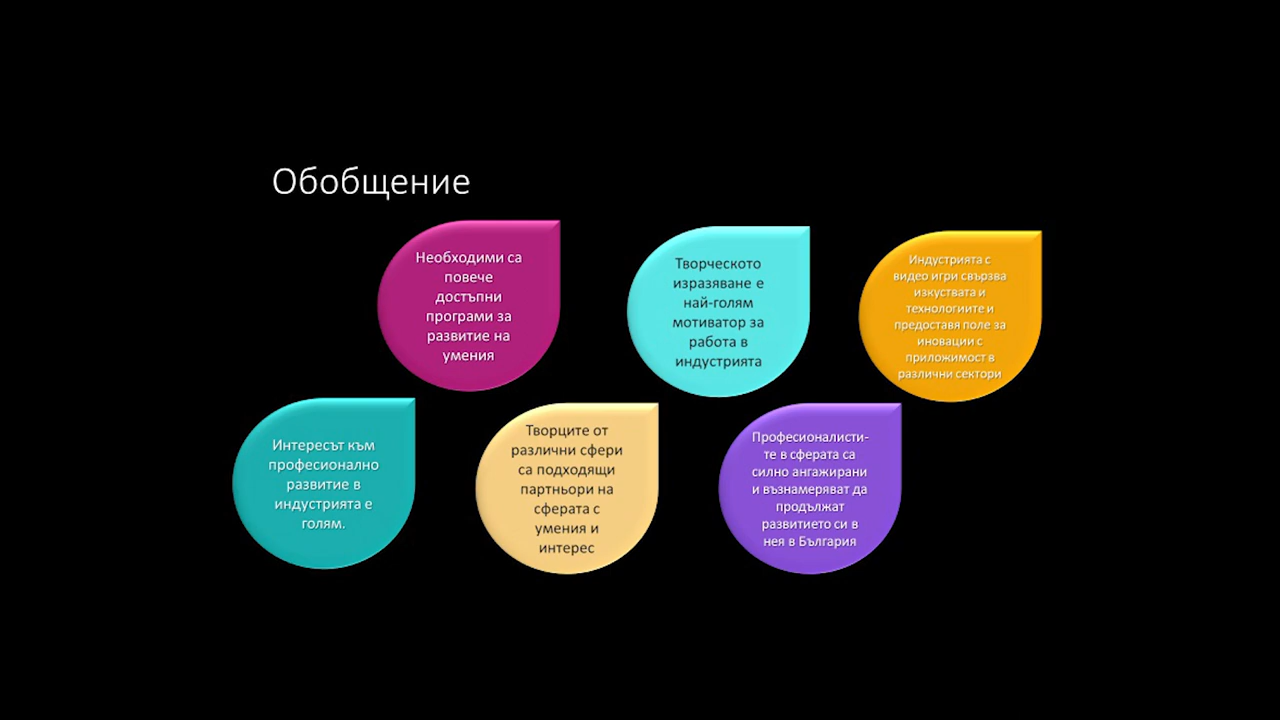 Обобщение
Необходими са
повече
достъпни
програми за
развитие на
умения
Творческото
изразяване е
най-голям
мотиватор за
работа в
индустрията
Индустрията с
видео игри свързва
изкуствата и
технологиите и
предоставя поле за
иновации с
приложимост в
различни сектори
Интересът към
професионално
развитие в
индустрията е
голям.
Творците от
различни сфери
са подходящи
партньори на
сферата с
умения и
интерес
Професионалисти-
те в сферата са
силно ангажирани
и възнамеряват да
продължат
развитието си в
нея в България